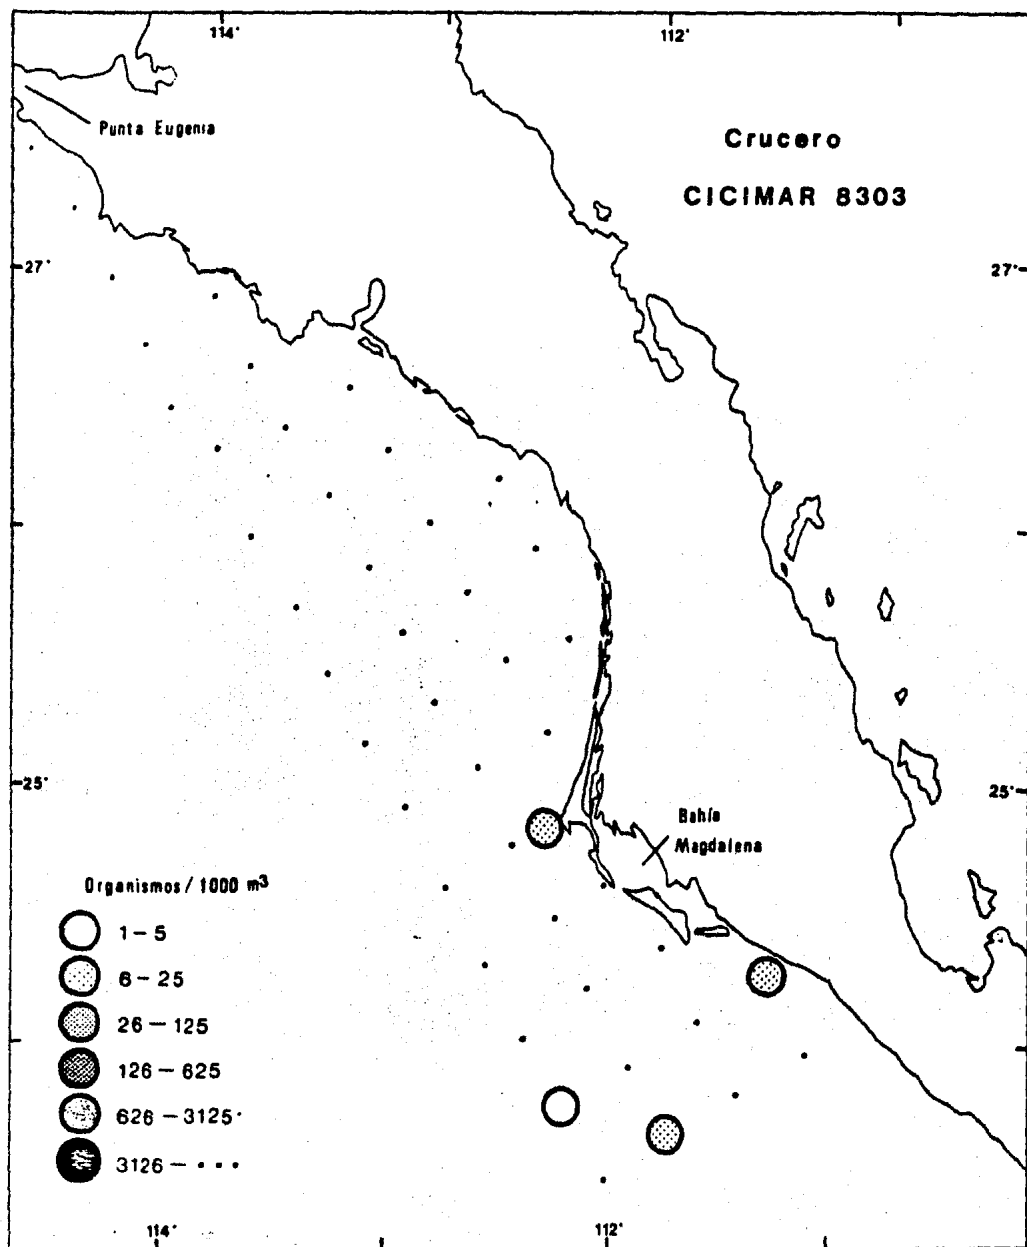 114°
112°
Punta Eugenia
Crucero
CICIMAR 8303
27°
27°
25°
25°
Bahía
Magdalena
Organismos / 1000 m³
1 – 5
6 – 25
26 – 125
126 – 625
626 – 3125
3126 – • • •
114°
112°